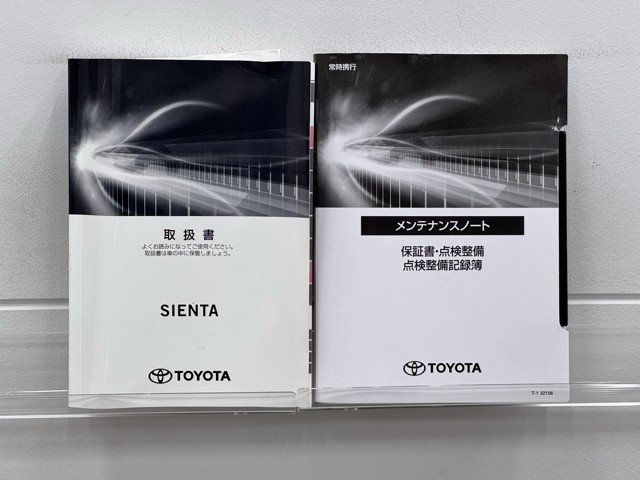 取扱書
よくお読みになってご使用ください。
取扱書は車の中に保管しましょう。
SIENTA
TOYOTA
常時携行
メンテナンスノート
保証書・点検整備
点検整備記録簿
TOYOTA
T-1 52106